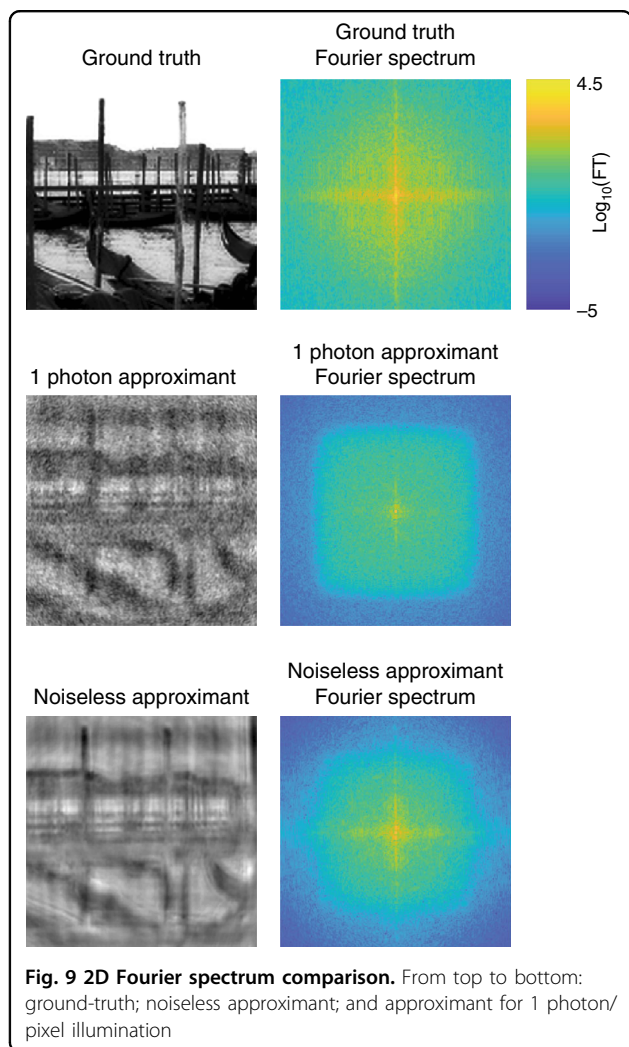 Ground truth
Ground truth
Fourier spectrum
4.5
Log10(FT)
–5
1 photon approximant
1 photon approximant
Fourier spectrum
Noiseless approximant
Noiseless approximant
Fourier spectrum
Fig. 9 2D Fourier spectrum comparison. From top to bottom:
ground-truth; noiseless approximant; and approximant for 1 photon/
pixel illumination